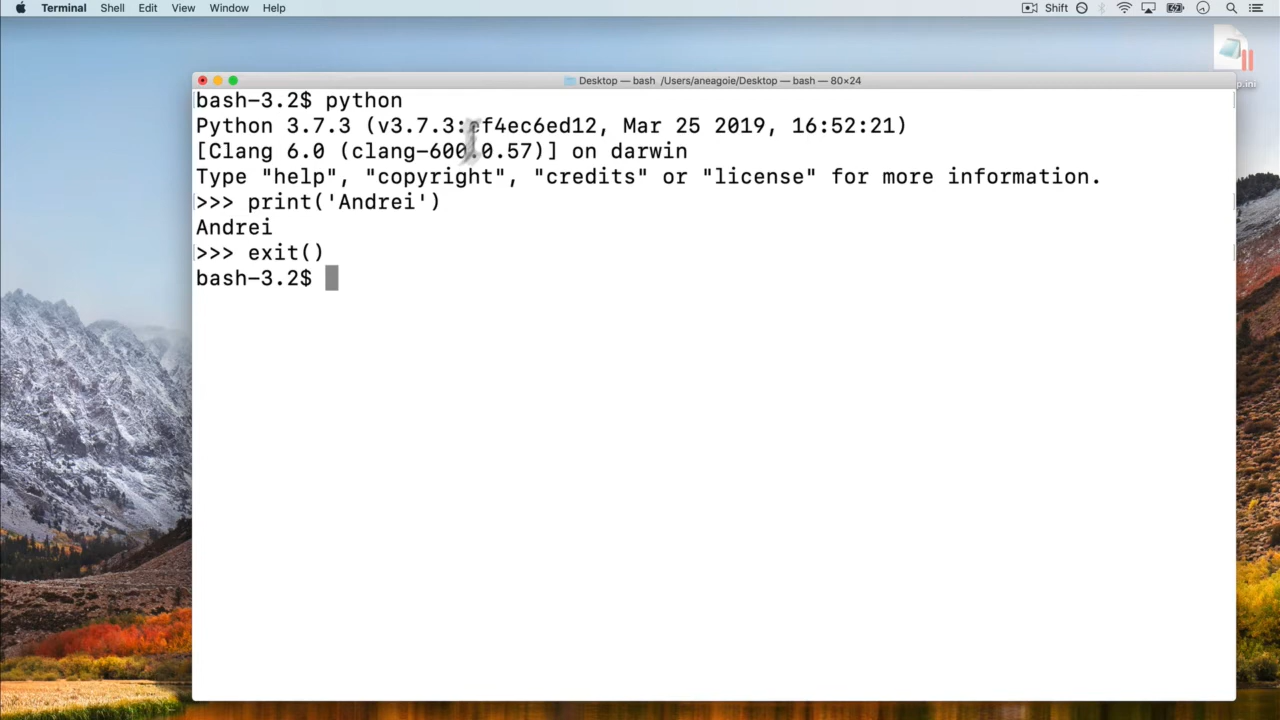 Terminal Shell Edit View Window Help Shift
Desktop — bash /Users/aneagoie/Desktop — bash — 80×24
bash-3.2$ python
Python 3.7.3 (v3.7.3:ef4ec6ed12, Mar 25 2019, 16:52:21)
[Clang 6.0 (clang-600.0.57)] on darwin
Type "help", "copyright", "credits" or "license" for more information.
>>> print('Andrei')
Andrei
>>> exit()
bash-3.2$